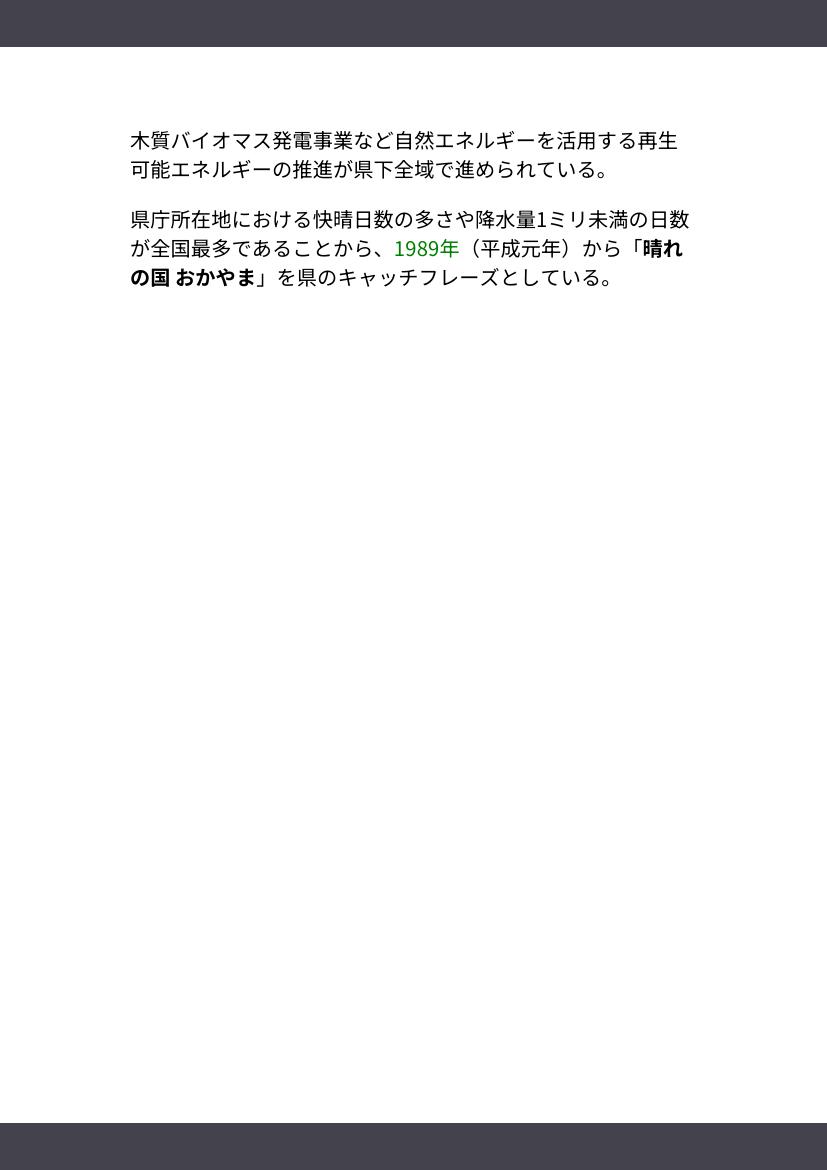 木質バイオマス発電事業など自然エネルギーを活用する再生
可能エネルギーの推進が県下全域で進められている。
県庁所在地における快晴日数の多さや降水量1ミリ未満の日数
が全国最多であることから、1989年（平成元年）から「晴れ
の国 おかやま」を県のキャッチフレーズとしている。